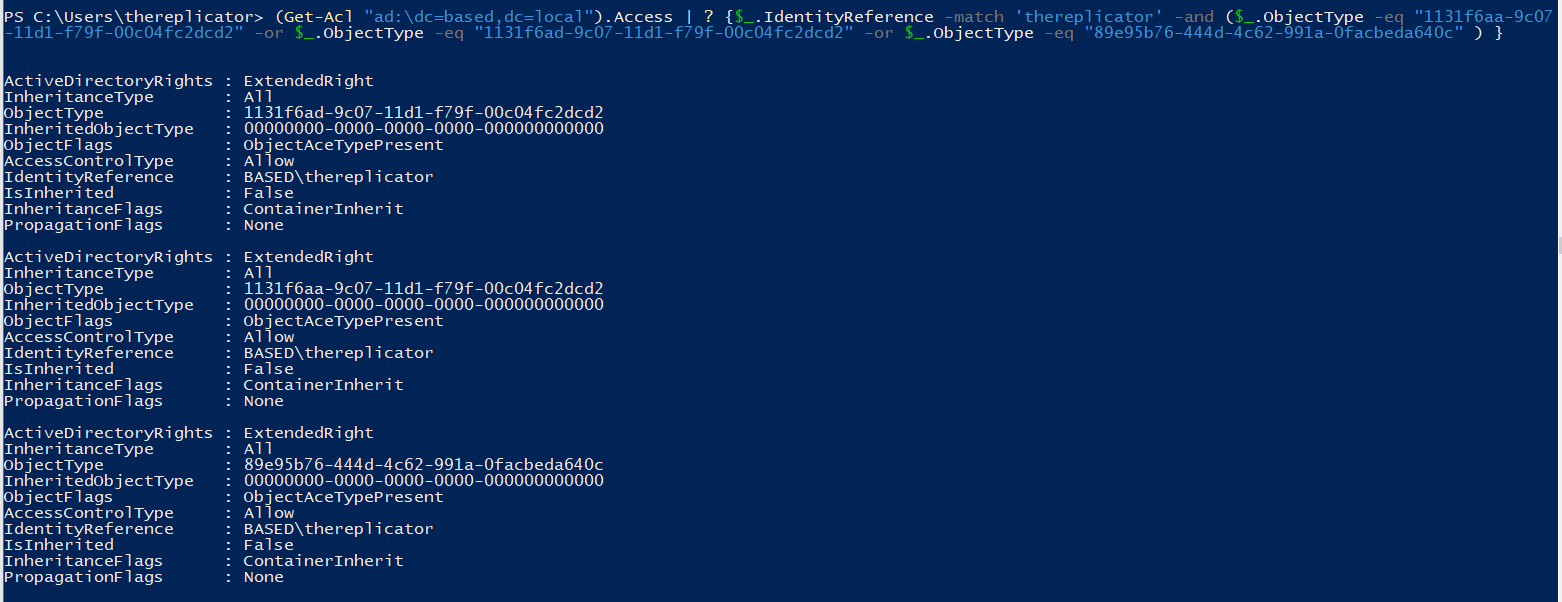 PS C:\Users\thereplicator> (Get-Acl "ad:\dc=based,dc=local").Access | ? {$_.IdentityReference -match 'thereplicator' -and ($_.ObjectType -eq "1131f6aa-9c07
-11d1-f79f-00c04fc2dcd2" -or $_.ObjectType -eq "1131f6ad-9c07-11d1-f79f-00c04fc2dcd2" -or $_.ObjectType -eq "89e95b76-444d-4c62-991a-0facbeda640c" ) }
ActiveDirectoryRights : ExtendedRight
InheritanceType       : All
ObjectType            : 1131f6ad-9c07-11d1-f79f-00c04fc2dcd2
InheritedObjectType   : 00000000-0000-0000-0000-000000000000
ObjectFlags           : ObjectAceTypePresent
AccessControlType     : Allow
IdentityReference     : BASED\thereplicator
IsInherited           : False
InheritanceFlags      : ContainerInherit
PropagationFlags      : None
ActiveDirectoryRights : ExtendedRight
InheritanceType       : All
ObjectType            : 1131f6aa-9c07-11d1-f79f-00c04fc2dcd2
InheritedObjectType   : 00000000-0000-0000-0000-000000000000
ObjectFlags           : ObjectAceTypePresent
AccessControlType     : Allow
IdentityReference     : BASED\thereplicator
IsInherited           : False
InheritanceFlags      : ContainerInherit
PropagationFlags      : None
ActiveDirectoryRights : ExtendedRight
InheritanceType       : All
ObjectType            : 89e95b76-444d-4c62-991a-0facbeda640c
InheritedObjectType   : 00000000-0000-0000-0000-000000000000
ObjectFlags           : ObjectAceTypePresent
AccessControlType     : Allow
IdentityReference     : BASED\thereplicator
IsInherited           : False
InheritanceFlags      : ContainerInherit
PropagationFlags      : None